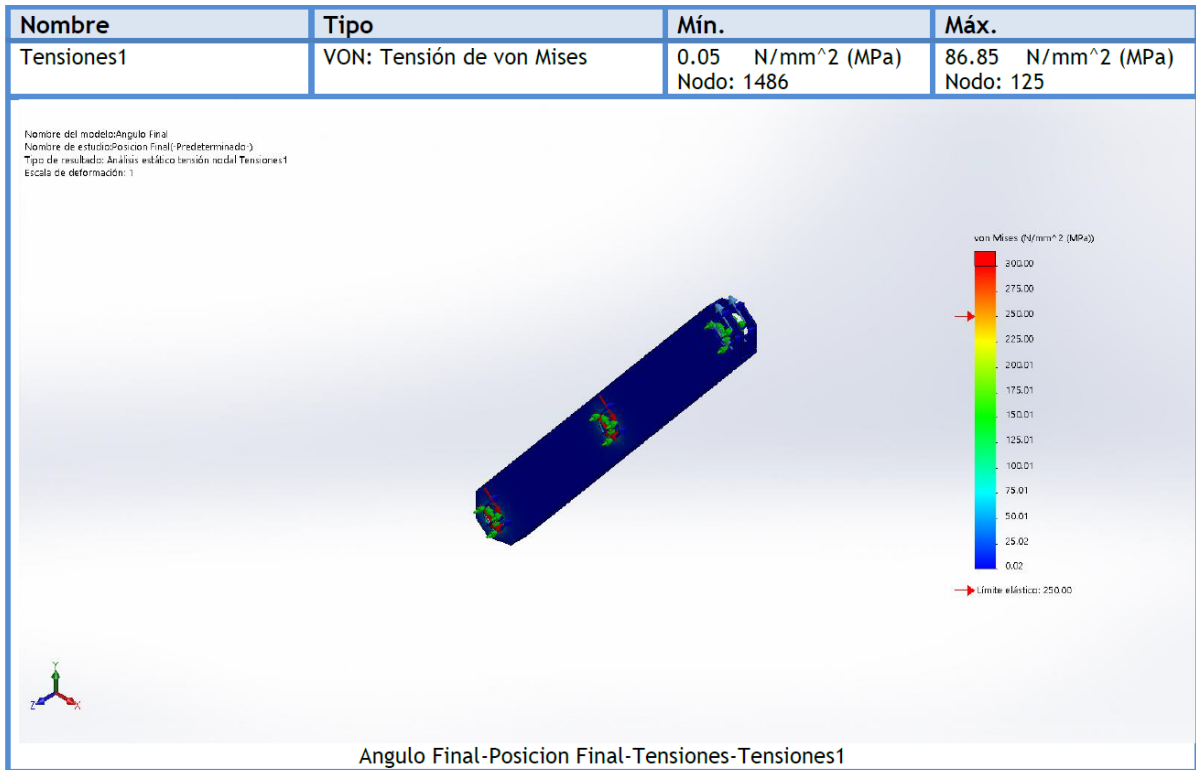 Nombre Tipo Mín. Máx.
Tensiones1 VON: Tensión de von Mises 0.05 N/mm^2 (MPa) 86.85 N/mm^2 (MPa)
Nodo: 1486 Nodo: 125
Nombre del modelo:Angulo Final
Nombre de estudio:Posicion Final(-Predeterminado-)
Tipo de resultado: Análisis estático tensión nodal Tensiones1
Escala de deformación: 1
von Mises (N/mm^2 (MPa))
300.00
275.00
250.00
225.00
200.01
175.01
150.01
125.01
100.01
75.01
50.01
25.02
0.02
Límite elástico: 250.00
Y
Z
X
Angulo Final-Posicion Final-Tensiones-Tensiones1